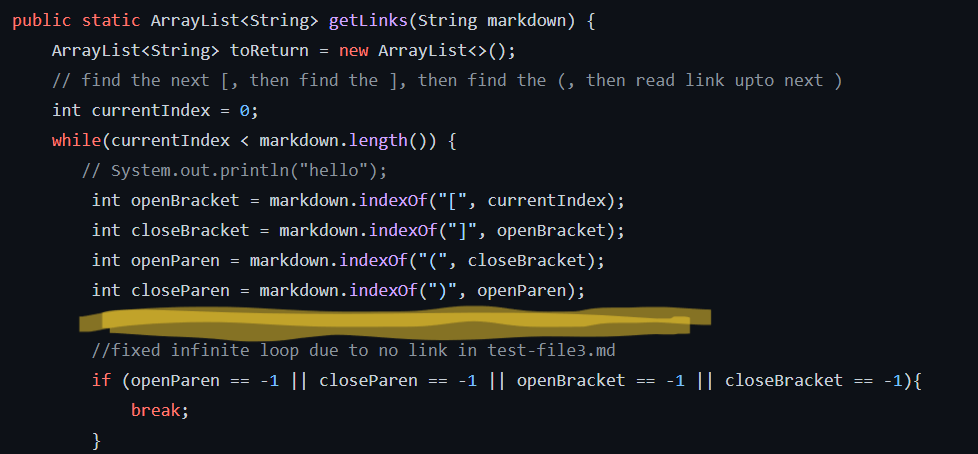 public static ArrayList<String> getLinks(String markdown) {
    ArrayList<String> toReturn = new ArrayList<>();
    // find the next [, then find the ], then find the (, then read link upto next )
    int currentIndex = 0;
    while(currentIndex < markdown.length()) {
       // System.out.println("hello");
        int openBracket = markdown.indexOf("[", currentIndex);
        int closeBracket = markdown.indexOf("]", openBracket);
        int openParen = markdown.indexOf("(", closeBracket);
        int closeParen = markdown.indexOf(")", openParen);
        //fixed infinite loop due to no link in test-file3.md
        if (openParen == -1 || closeParen == -1 || openBracket == -1 || closeBracket == -1){
            break;
        }